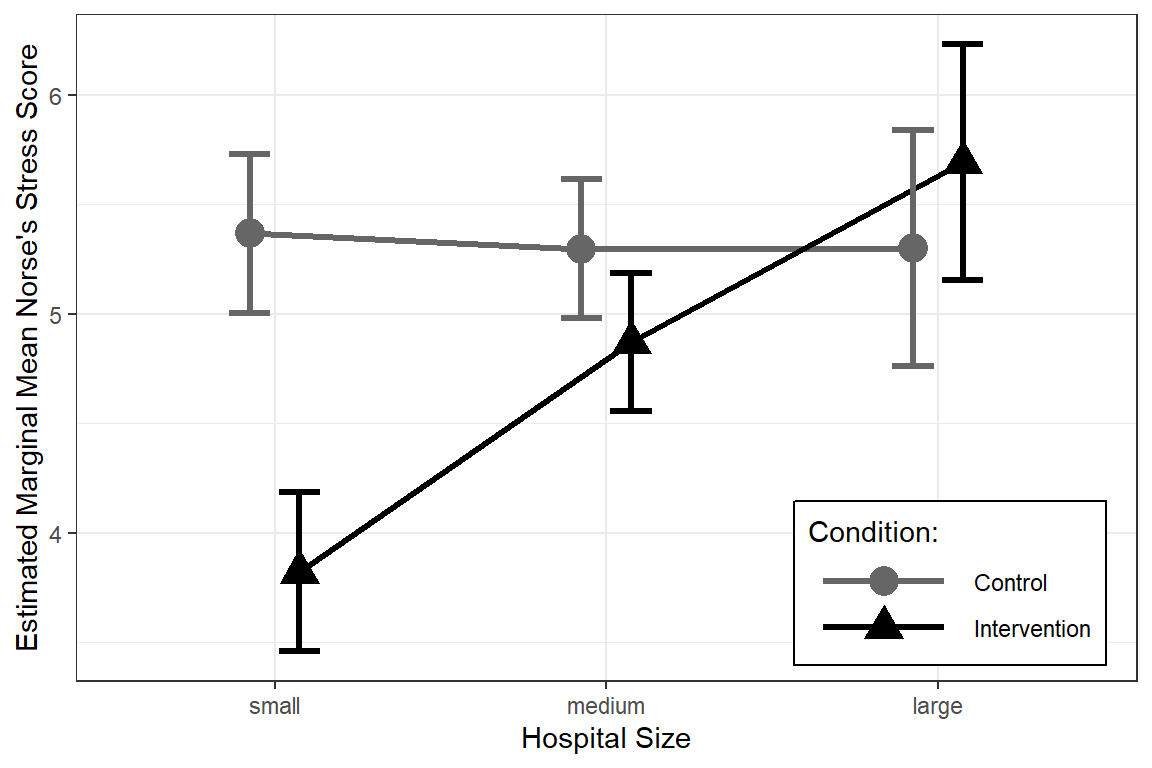 Estimated Marginal Mean Norse's Stress Score
6
5
4
Condition:
Control
Intervention
small
medium
large
Hospital Size